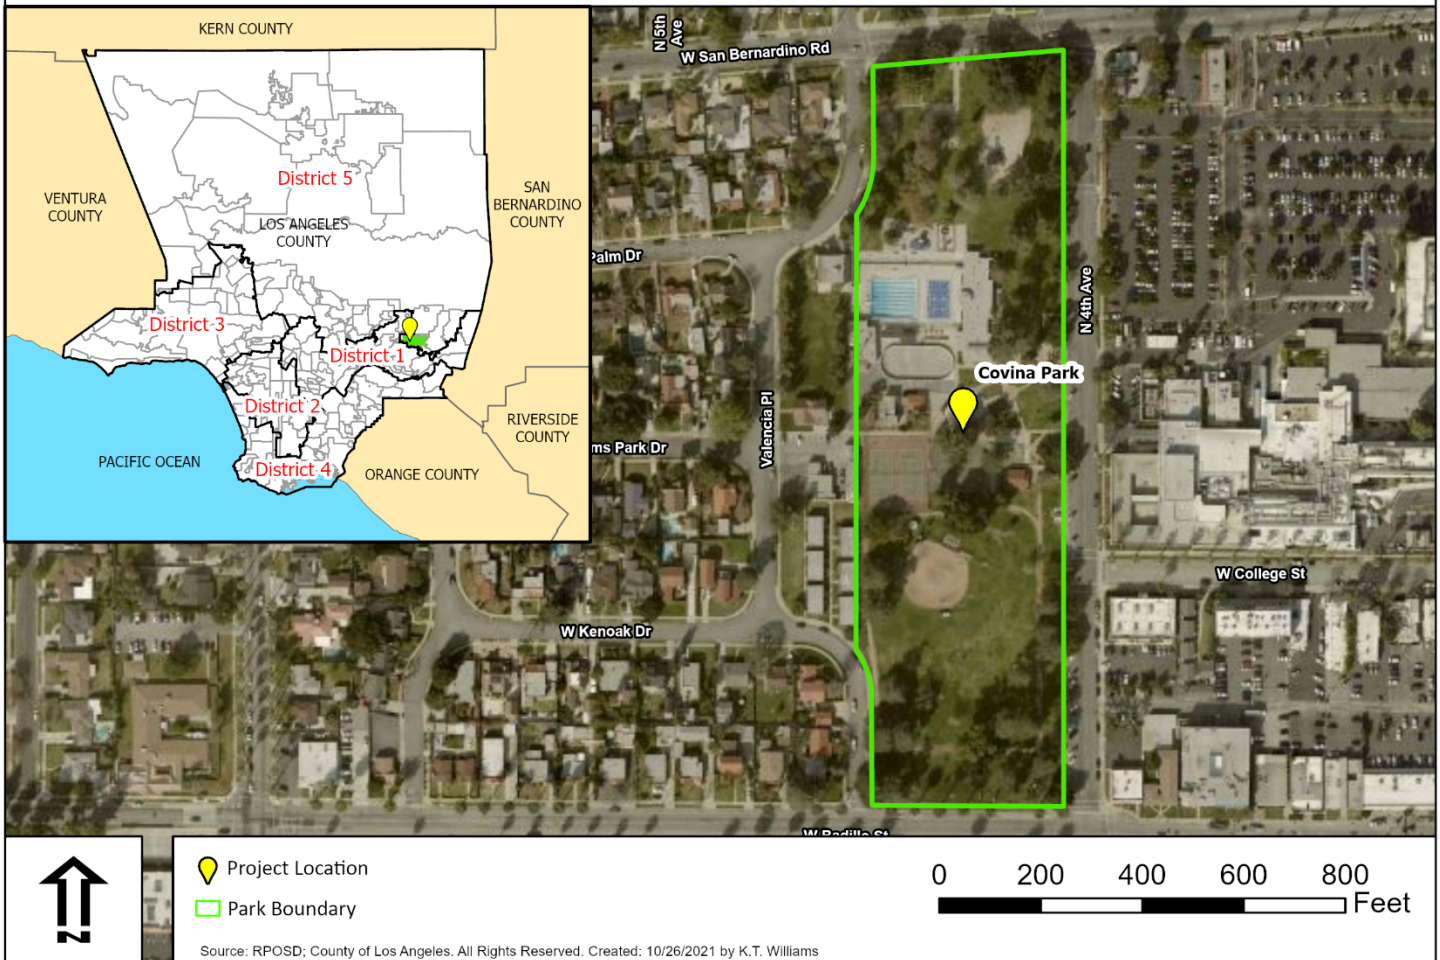 KERN COUNTY
VENTURA
COUNTY
SAN
BERNARDINO
COUNTY
District 5
LOS ANGELES
COUNTY
District 3
District 1
District 2
District 4
RIVERSIDE
COUNTY
PACIFIC OCEAN
ORANGE COUNTY
N 5th
Ave
W San Bernardino Rd
Palm Dr
N 4th Ave
Covina Park
Valencia Pl
ms Park Dr
W College St
W Kenoak Dr
W Badillo St
N
Project Location
Park Boundary
0 200 400 600 800
Feet
Source: RPOSD; County of Los Angeles. All Rights Reserved. Created: 10/26/2021 by K.T. Williams